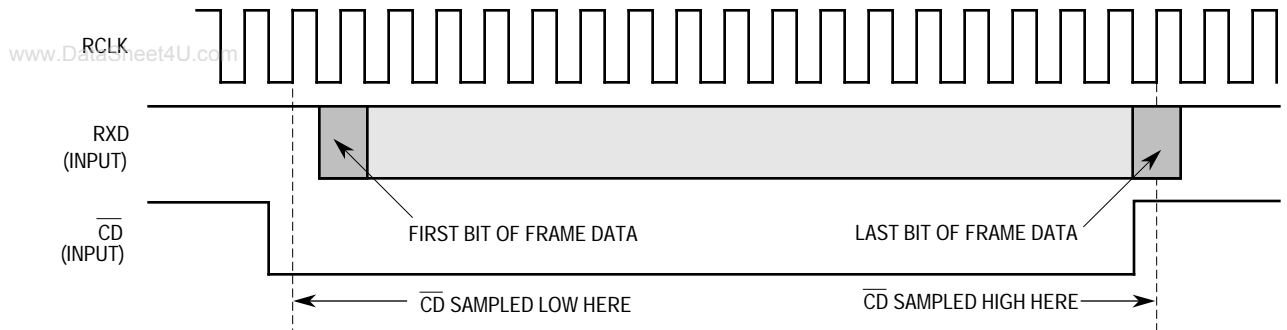 RCLK
www.DataSheet4U.com
RXD
(INPUT)
CD
(INPUT)
FIRST BIT OF FRAME DATA
LAST BIT OF FRAME DATA
CD SAMPLED LOW HERE
CD SAMPLED HIGH HERE